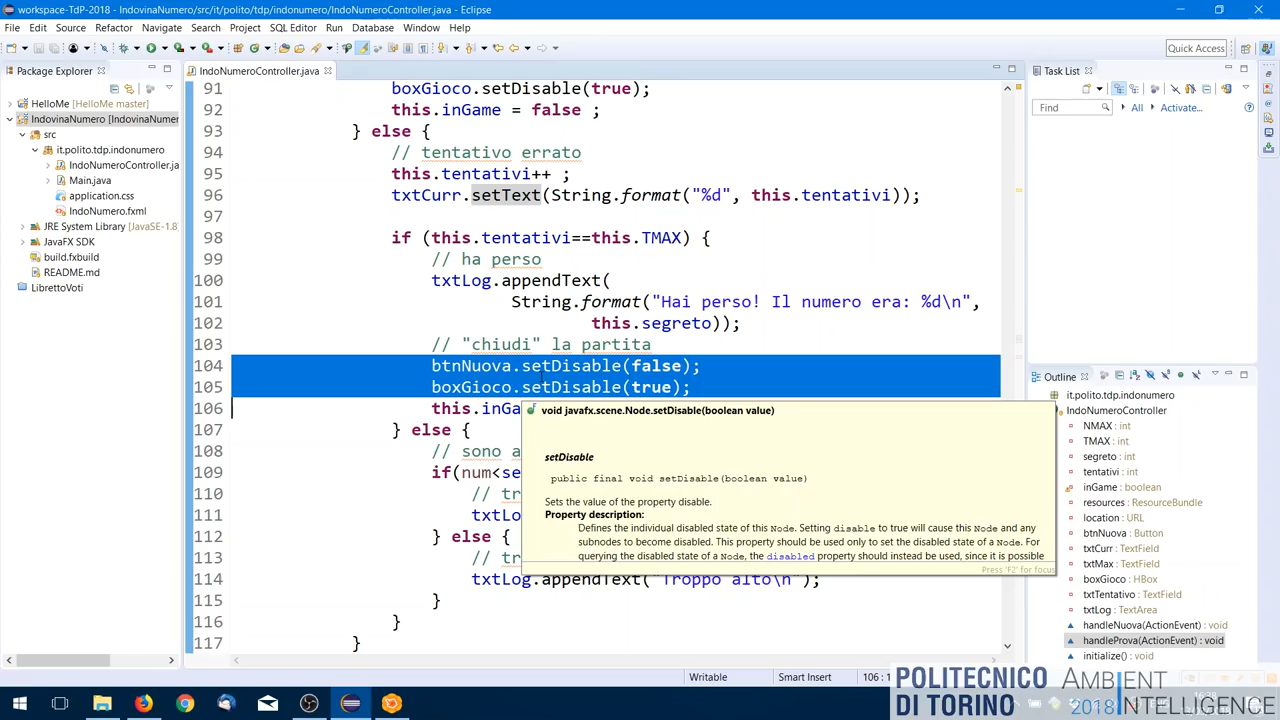 workspace-TdP-2018 - IndovinaNumero/src/it/polito/tdp/indonumero/IndoNumeroController.java - Eclipse
File Edit Source Refactor Navigate Search Project SQL Editor Run Database Window Help
Quick Access
Package Explorer
HelloMe [HelloMe master]
IndovinaNumero [IndovinaNumer
src
it.polito.tdp.indonumero
IndoNumeroController.ja
Main.java
application.css
IndoNumero.fxml
JRE System Library [JavaSE-1.8
JavaFX SDK
build.fxbuild
README.md
LibrettoVoti
IndoNumeroController.java
91 boxGioco.setDisable(true);
92 this.inGame = false ;
93 } else {
94 // tentativo errato
95 this.tentativi++ ;
96 txtCurr.setText(String.format("%d", this.tentativi));
97
98 if (this.tentativi==this.TMAX) {
99 // ha perso
100 txtLog.appendText(
101 String.format("Hai perso! Il numero era: %d\n",
102 this.segreto));
103 // "chiudi" la partita
104 btnNuova.setDisable(false);
105 boxGioco.setDisable(true);
106 this.inGa
107 } else {
108 // sono a
109 if(num<se
110 // tr
111 txtLo
112 } else {
113 // tr
114 txtLog.appendText("Troppo alto\n");
115 }
116 }
117 }
void javafx.scene.Node.setDisable(boolean value)
setDisable
public final void setDisable(boolean value)
Sets the value of the property disable.
Property description:
Defines the individual disabled state of this Node. Setting disable to true will cause this Node and any
subnodes to become disabled. This property should be used only to set the disabled state of a Node. For
querying the disabled state of a Node, the disabled property should instead be used, since it is possible
Press 'F2' for focus
Task List
Find All Activate...
Outline
it.polito.tdp.indonumero
IndoNumeroController
NMAX : int
TMAX : int
segreto : int
tentativi : int
inGame : boolean
resources : ResourceBundle
location : URL
btnNuova : Button
txtCurr : TextField
txtMax : TextField
boxGioco : HBox
txtTentativo : TextField
txtLog : TextArea
handleNuova(ActionEvent) : void
handleProva(ActionEvent) : void
initialize() : void
Writable Smart Insert 106 : 1
POLITECNICO
DI TORINO
AMBIENT
2018 INTELLIGENCE